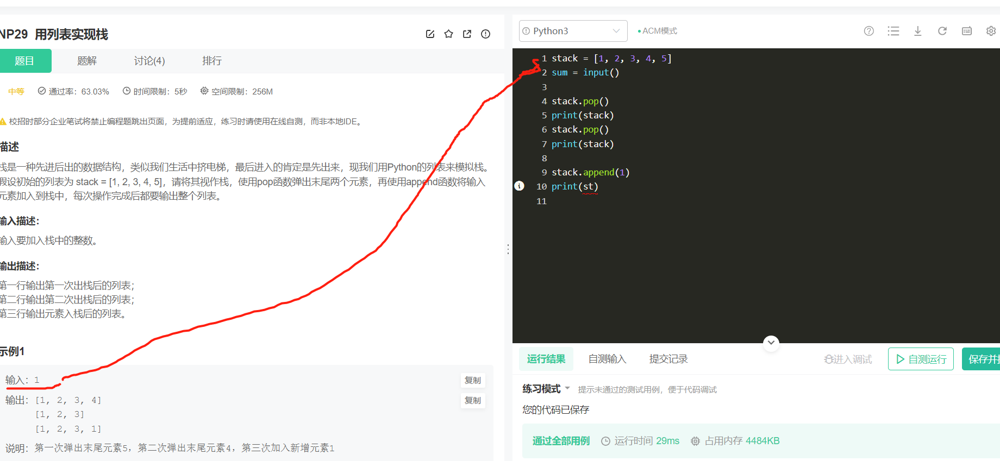 NP29 用列表实现栈
题目 题解 讨论(4) 排行
中等 通过率：63.03% 时间限制：5秒 空间限制：256M
校招时部分企业笔试将禁止编程题跳出页面，为提前适应，练习时请使用在线自测，而非本地IDE。
描述
栈是一种先进后出的数据结构，类似我们生活中挤电梯，最后进入的肯定是先出来，现我们用Python的列表来模拟栈。
假设初始的列表为 stack = [1, 2, 3, 4, 5]，请将其视作栈，使用pop函数弹出末尾两个元素，再使用append函数将输入
元素加入到栈中，每次操作完成后都要输出整个列表。
输入描述：
输入要加入栈中的整数。
输出描述：
第一行输出第一次出栈后的列表；
第二行输出第二次出栈后的列表；
第三行输出元素入栈后的列表。
示例1
输入：1
复制
输出：[1, 2, 3, 4]
复制
[1, 2, 3]
[1, 2, 3, 1]
说明：第一次弹出末尾元素5，第二次弹出末尾元素4，第三次加入新增元素1
Python3 ACM模式
1 stack = [1, 2, 3, 4, 5]
2 sum = input()
3
4 stack.pop()
5 print(stack)
6 stack.pop()
7 print(stack)
8
9 stack.append(1)
10 print(st)
11
运行结果 自测输入 提交记录 进入调试 自测运行 保存并
练习模式 提示未通过的测试用例，便于代码调试
您的代码已保存
通过全部用例 运行时间 29ms 占用内存 4484KB